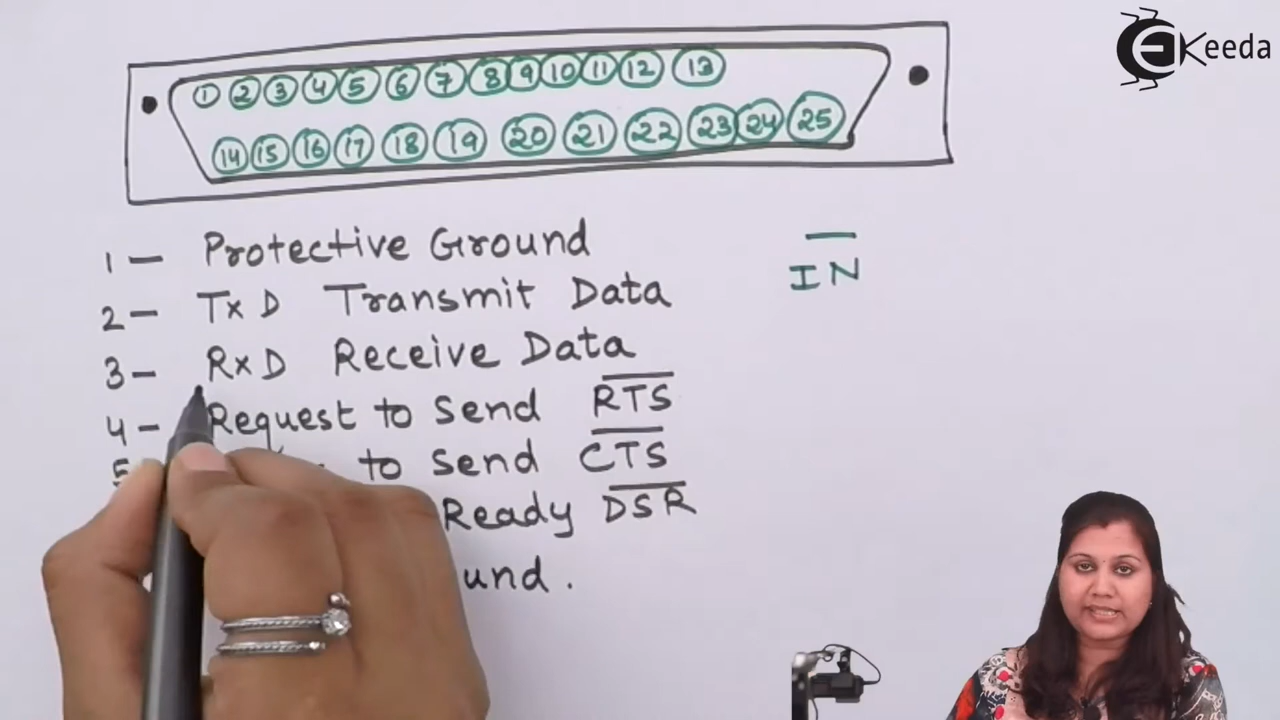 1 2 3 4 5 6 7 8 9 10 11 12 13
14 15 16 17 18 19 20 21 22 23 24 25
1 — Protective Ground
2 — TxD Transmit Data
3 — RxD Receive Data
4 — Request to Send RTS
5 to Send CTS
Ready DSR
und.
IN
Keeda